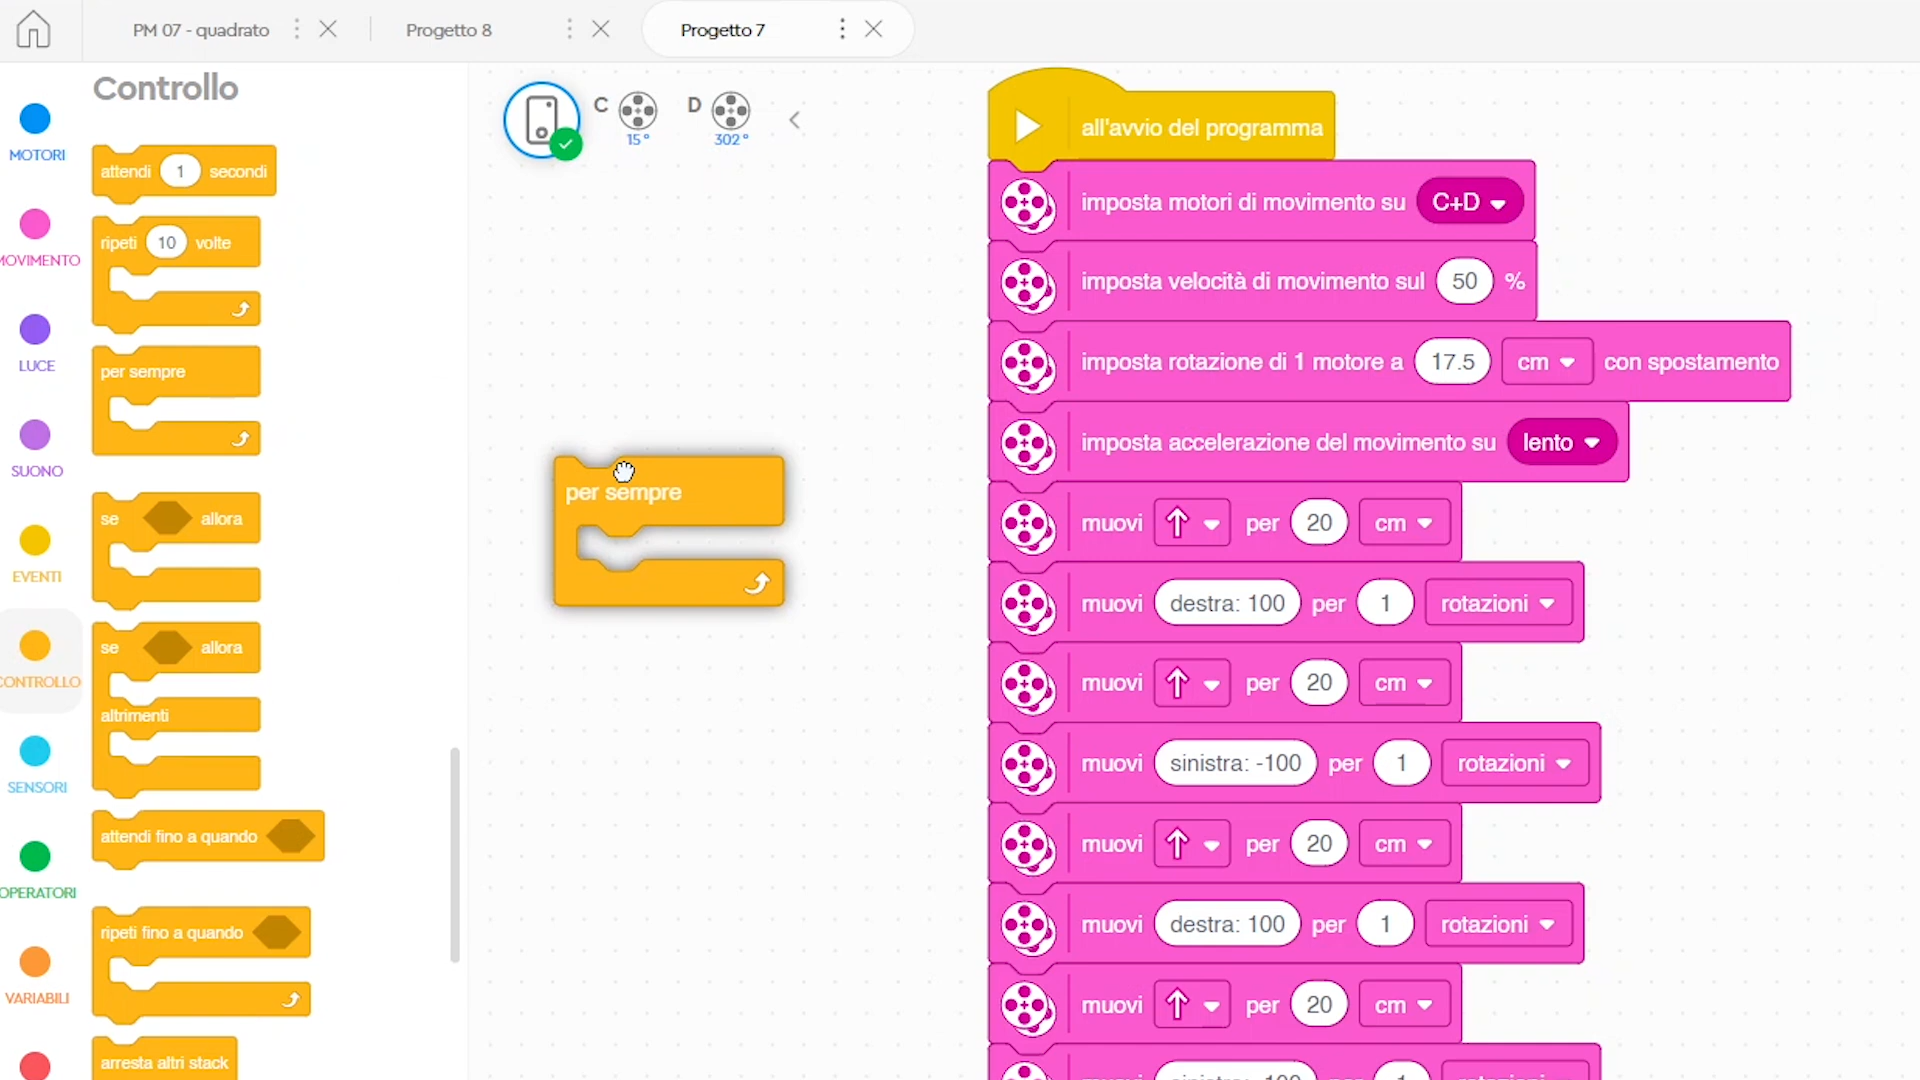 PM 07 - quadrato
Progetto 8
Progetto 7
Controllo
MOTORI
MOVIMENTO
LUCE
SUONO
EVENTI
CONTROLLO
SENSORI
OPERATORI
VARIABILI
attendi 1 secondi
ripeti 10 volte
per sempre
se allora
se allora
altrimenti
attendi fino a quando
ripeti fino a quando
arresta altri stack
C
15°
D
302°
per sempre
all'avvio del programma
imposta motori di movimento su C+D
imposta velocità di movimento sul 50 %
imposta rotazione di 1 motore a 17.5 cm con spostamento
imposta accelerazione del movimento su lento
muovi per 20 cm
muovi destra: 100 per 1 rotazioni
muovi per 20 cm
muovi sinistra: -100 per 1 rotazioni
muovi per 20 cm
muovi destra: 100 per 1 rotazioni
muovi per 20 cm